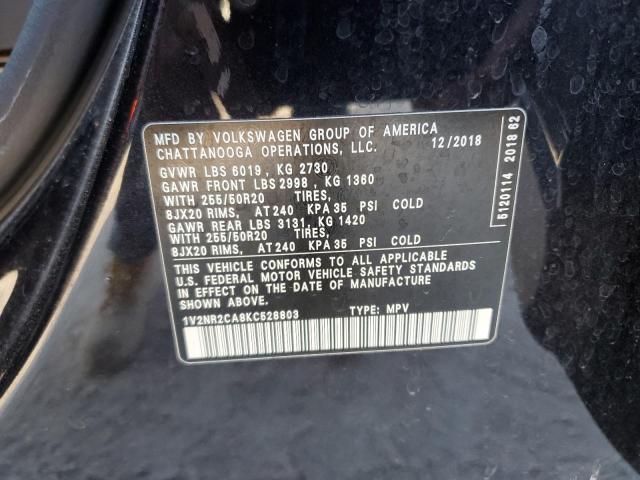 MFD BY VOLKSWAGEN GROUP OF AMERICA
CHATTANOOGA OPERATIONS, LLC. 12/2018
GVWR LBS 6019 , KG 2730
GAWR FRONT LBS 2998 , KG 1360
WITH 255/50R20 TIRES,
8JX20 RIMS, AT 240 KPA 35 PSI COLD
GAWR REAR LBS 3131, KG 1420
WITH 255/50R20 TIRES,
8JX20 RIMS, AT 240 KPA 35 PSI COLD
THIS VEHICLE CONFORMS TO ALL APPLICABLE
U.S. FEDERAL MOTOR VEHICLE SAFETY STANDARDS
IN EFFECT ON THE DATE OF MANUFACTURE
SHOWN ABOVE.
1V2NR2CA8KC528803 TYPE: MPV
5120114 2018 62